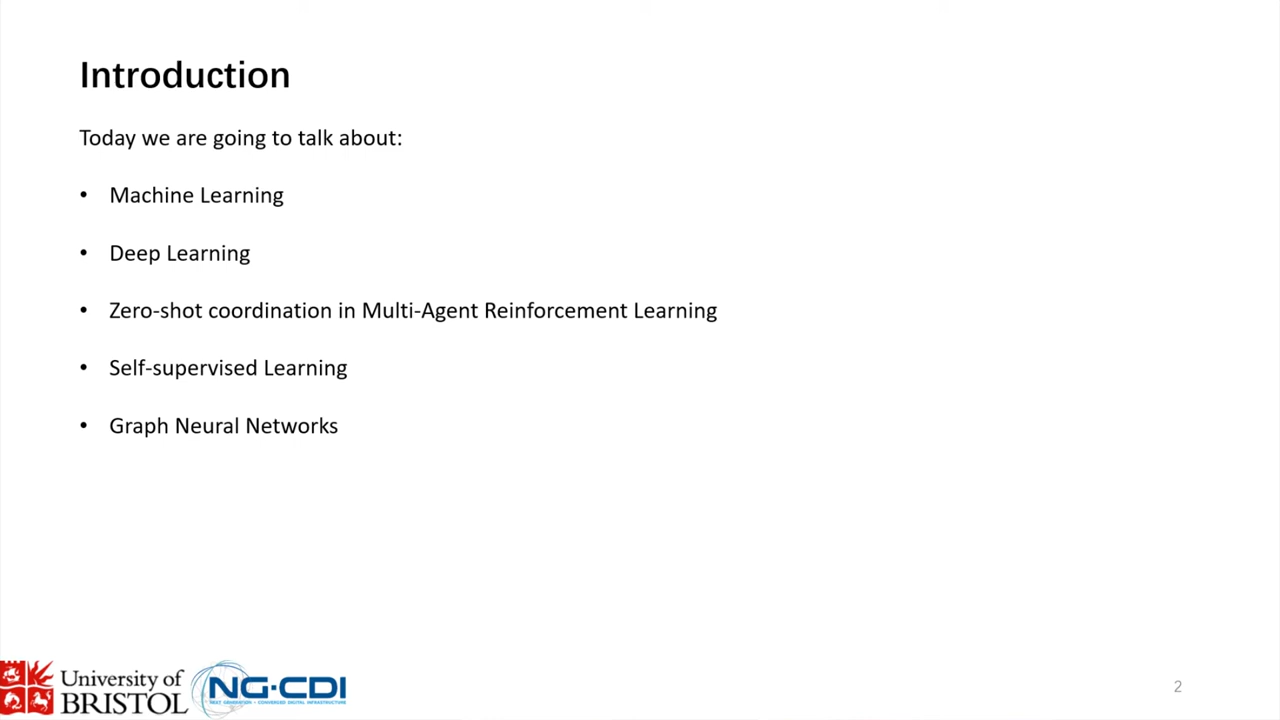 Introduction
Today we are going to talk about:
• Machine Learning
• Deep Learning
• Zero-shot coordination in Multi-Agent Reinforcement Learning
• Self-supervised Learning
• Graph Neural Networks
University of
BRISTOL
NG·CDI
NEXT GENERATION · CONVERGED DIGITAL INFRASTRUCTURE
2